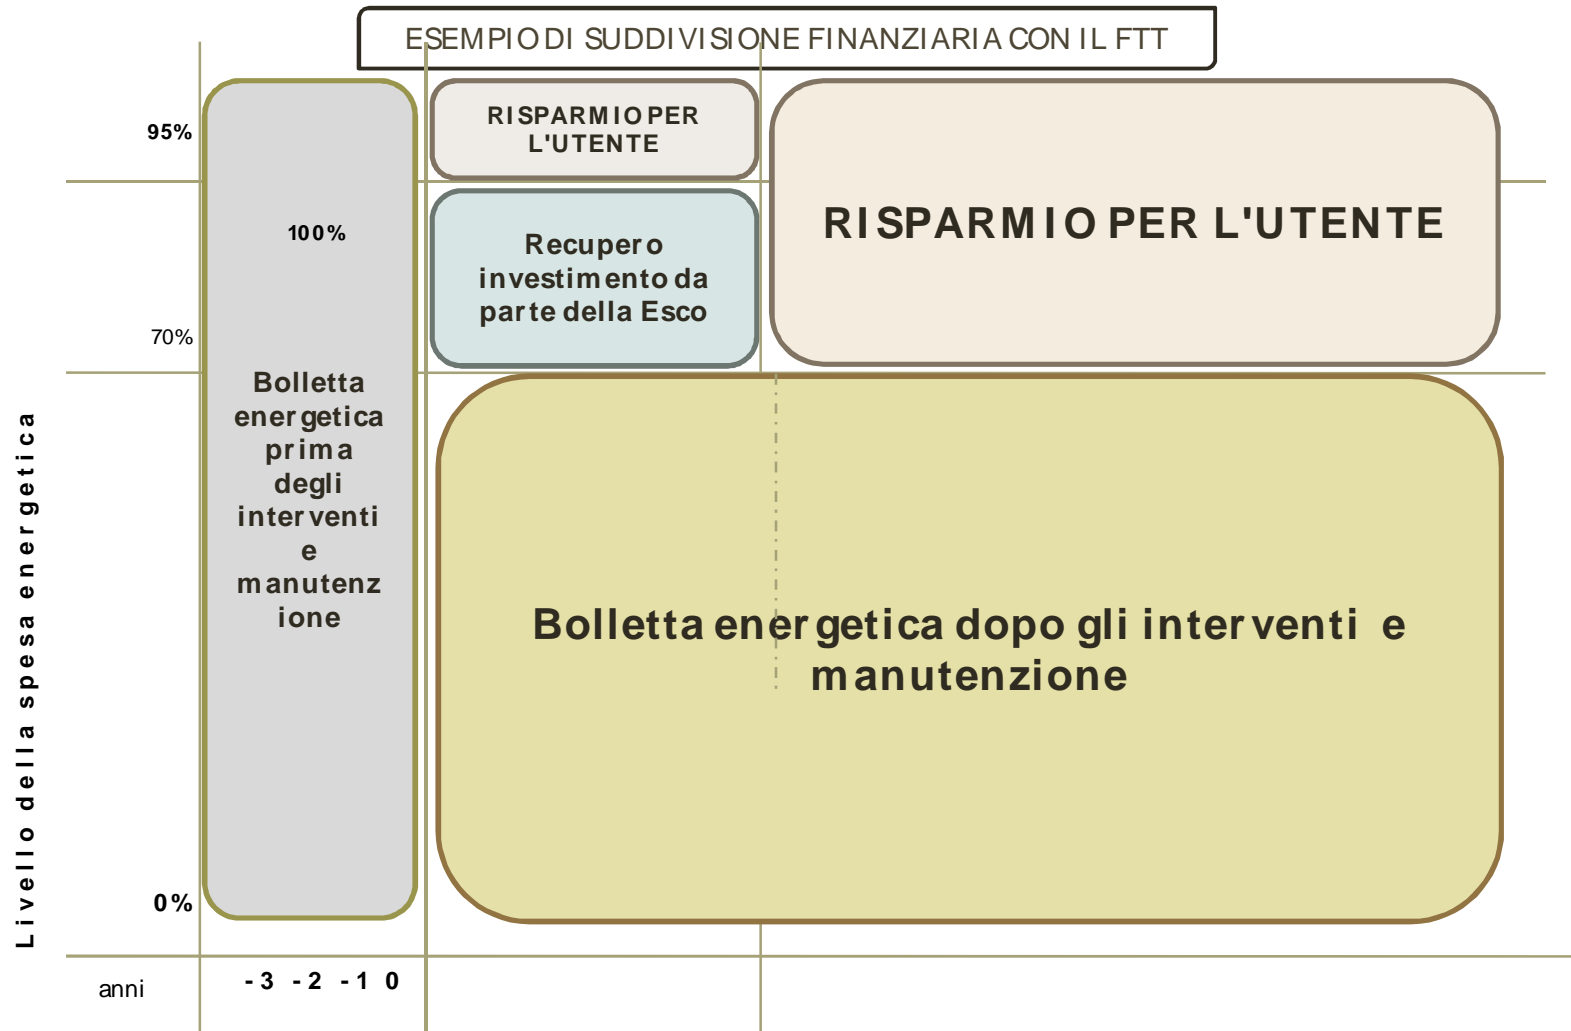 ESEMPIO DI SUDDIVISIONE FINANZIARIA CON IL FTT
95%
RISPARMIO PER
L'UTENTE
100%
RISPARMIO PER L'UTENTE
Recupero
investimento da
parte della Esco
70%
Bolletta
energetica
prima
degli
interventi
e
manutenz
ione
Bolletta energetica dopo gli interventi e
manutenzione
Livello della spesa energetica
0%
anni
-3 -2 -1 0